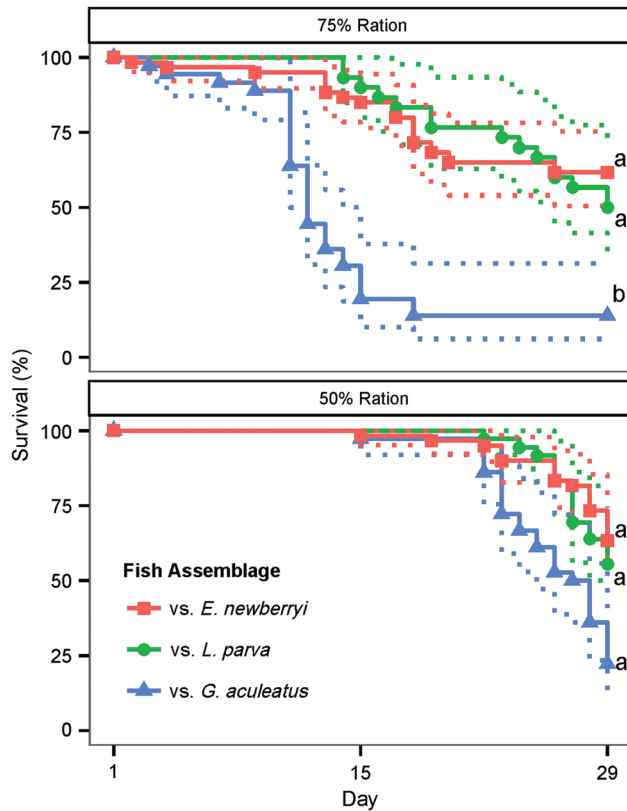 75% Ration
100
75
50
25
0
a
a
b
Survival (%)
50% Ration
100
75
50
25
0
a
a
a
Fish Assemblage
vs. E. newberryi
vs. L. parva
vs. G. aculeatus
1
15
29
Day